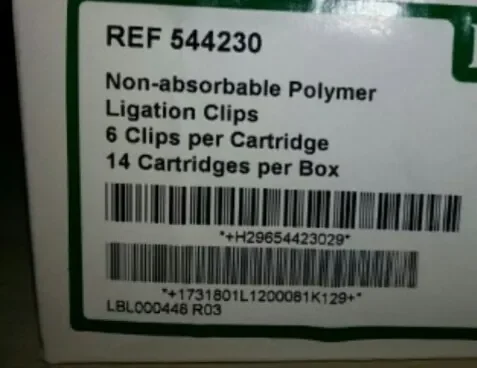 REF 544230
Non-absorbable Polymer
Ligation Clips
6 Clips per Cartridge
14 Cartridges per Box
*+H29654423029*
*+1731801L1200081K129+*
LBL000446 R03